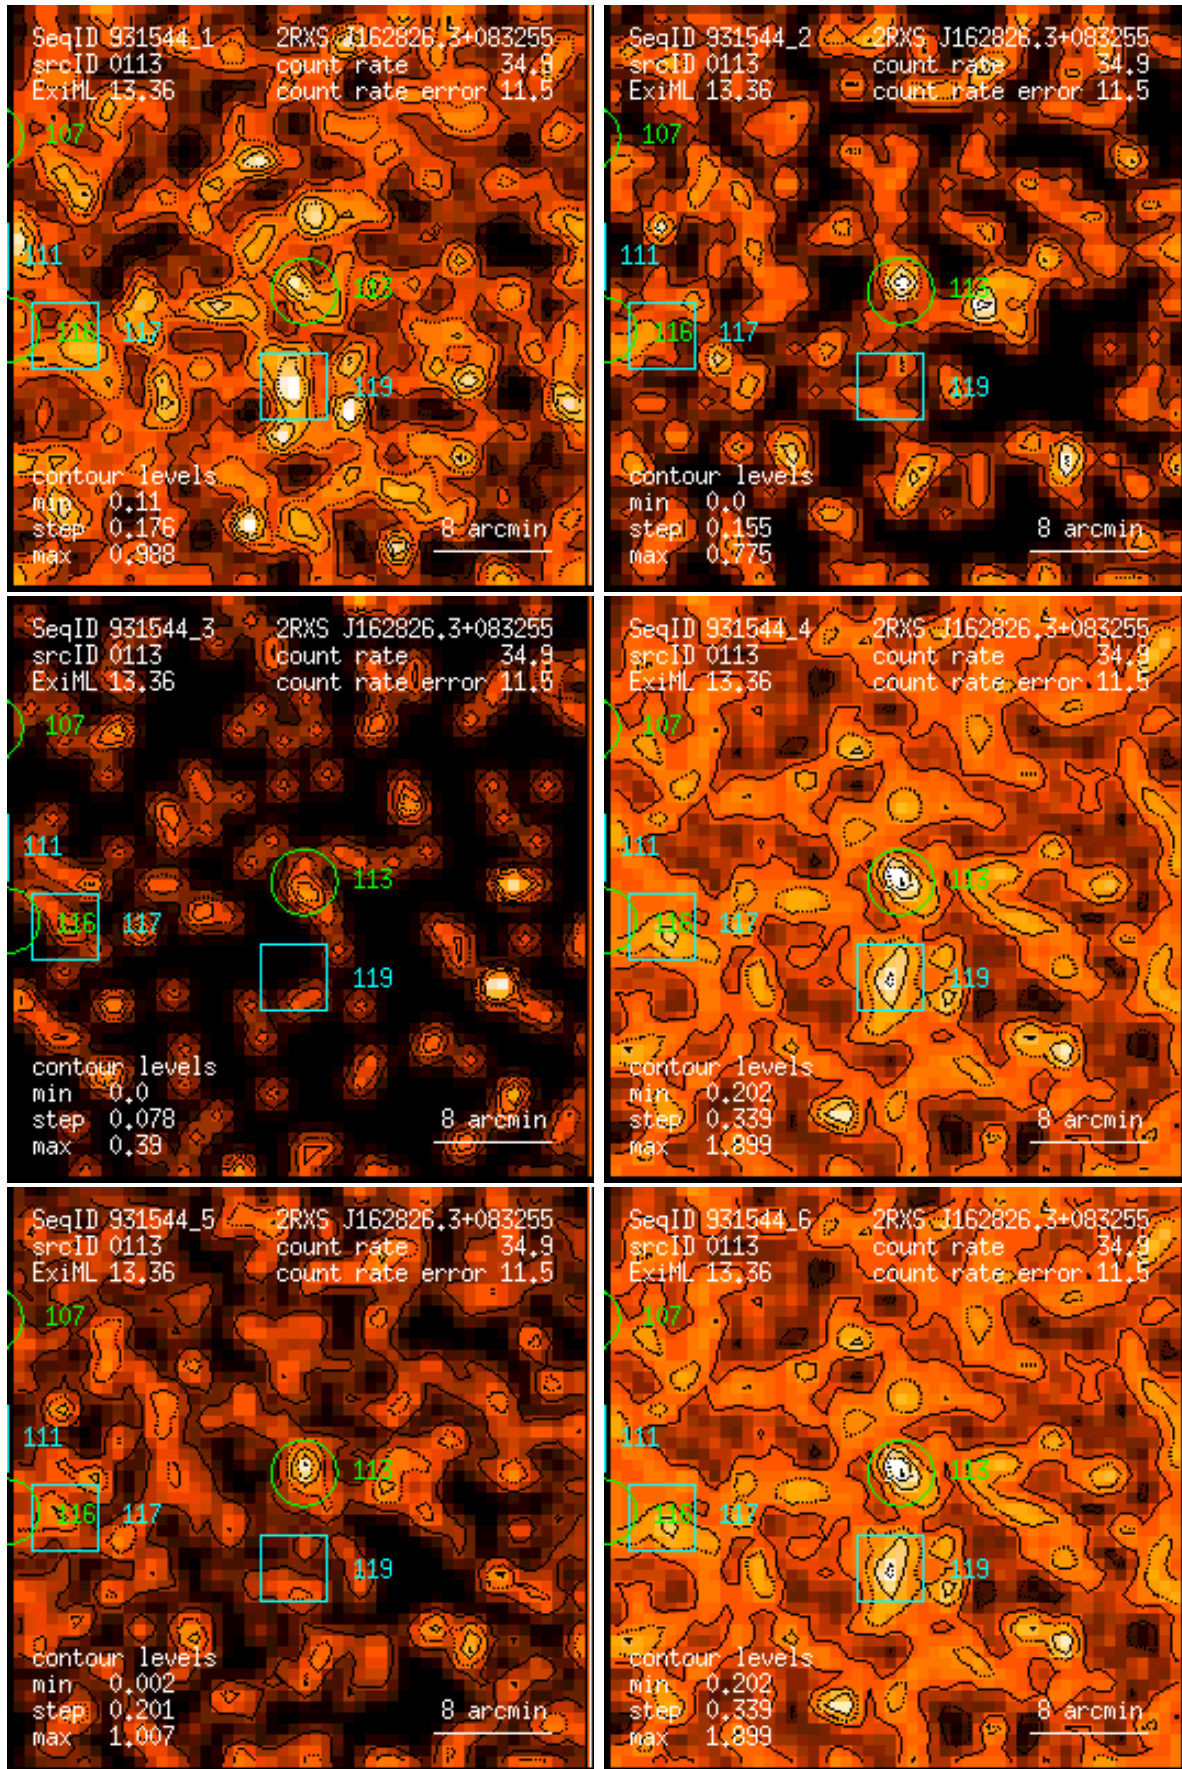 SeqID 931544_1 2RXS J162826.3+083255
srcID 0113 count rate 34.9
ExiML 13.36 count rate error 11.5
107
111
113
116 117
119
contour levels
min 0.11
step 0.176 8 arcmin
max 0.988
SeqID 931544_2 2RXS J162826.3+083255
srcID 0113 count rate 34.9
ExiML 13.36 count rate error 11.5
107
111
113
116 117
119
contour levels
min 0.0
step 0.155 8 arcmin
max 0.775
SeqID 931544_3 2RXS J162826.3+083255
srcID 0113 count rate 34.9
ExiML 13.36 count rate error 11.5
107
111
113
116 117
119
contour levels
min 0.0
step 0.078 8 arcmin
max 0.39
SeqID 931544_4 2RXS J162826.3+083255
srcID 0113 count rate 34.9
ExiML 13.36 count rate error 11.5
107
111
113
116 117
119
contour levels
min 0.202
step 0.339 8 arcmin
max 1.899
SeqID 931544_5 2RXS J162826.3+083255
srcID 0113 count rate 34.9
ExiML 13.36 count rate error 11.5
107
111
113
116 117
119
contour levels
min 0.002
step 0.201 8 arcmin
max 1.007
SeqID 931544_6 2RXS J162826.3+083255
srcID 0113 count rate 34.9
ExiML 13.36 count rate error 11.5
107
111
113
116 117
119
contour levels
min 0.202
step 0.339 8 arcmin
max 1.899